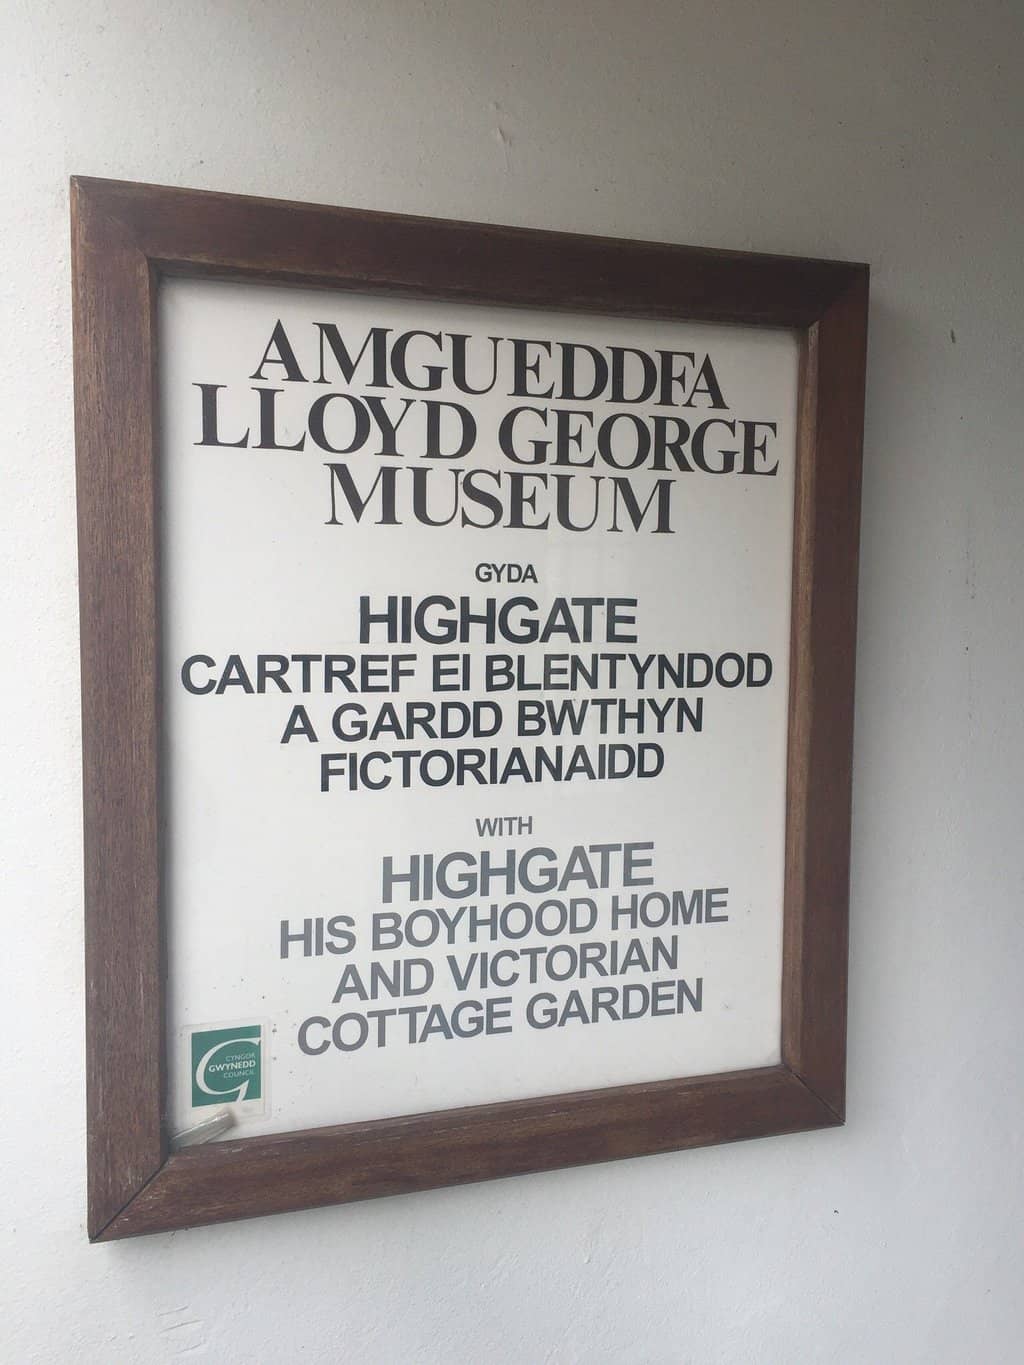 AMGUEDDFA
LLOYD GEORGE
MUSEUM
GYDA
HIGHGATE
CARTREF EI BLENTYNDOD
A GARDD BWTHYN
FICTORIANAIDD
WITH
HIGHGATE
HIS BOYHOOD HOME
AND VICTORIAN
COTTAGE GARDEN
CYNGOR
GWYNEDD
COUNCIL